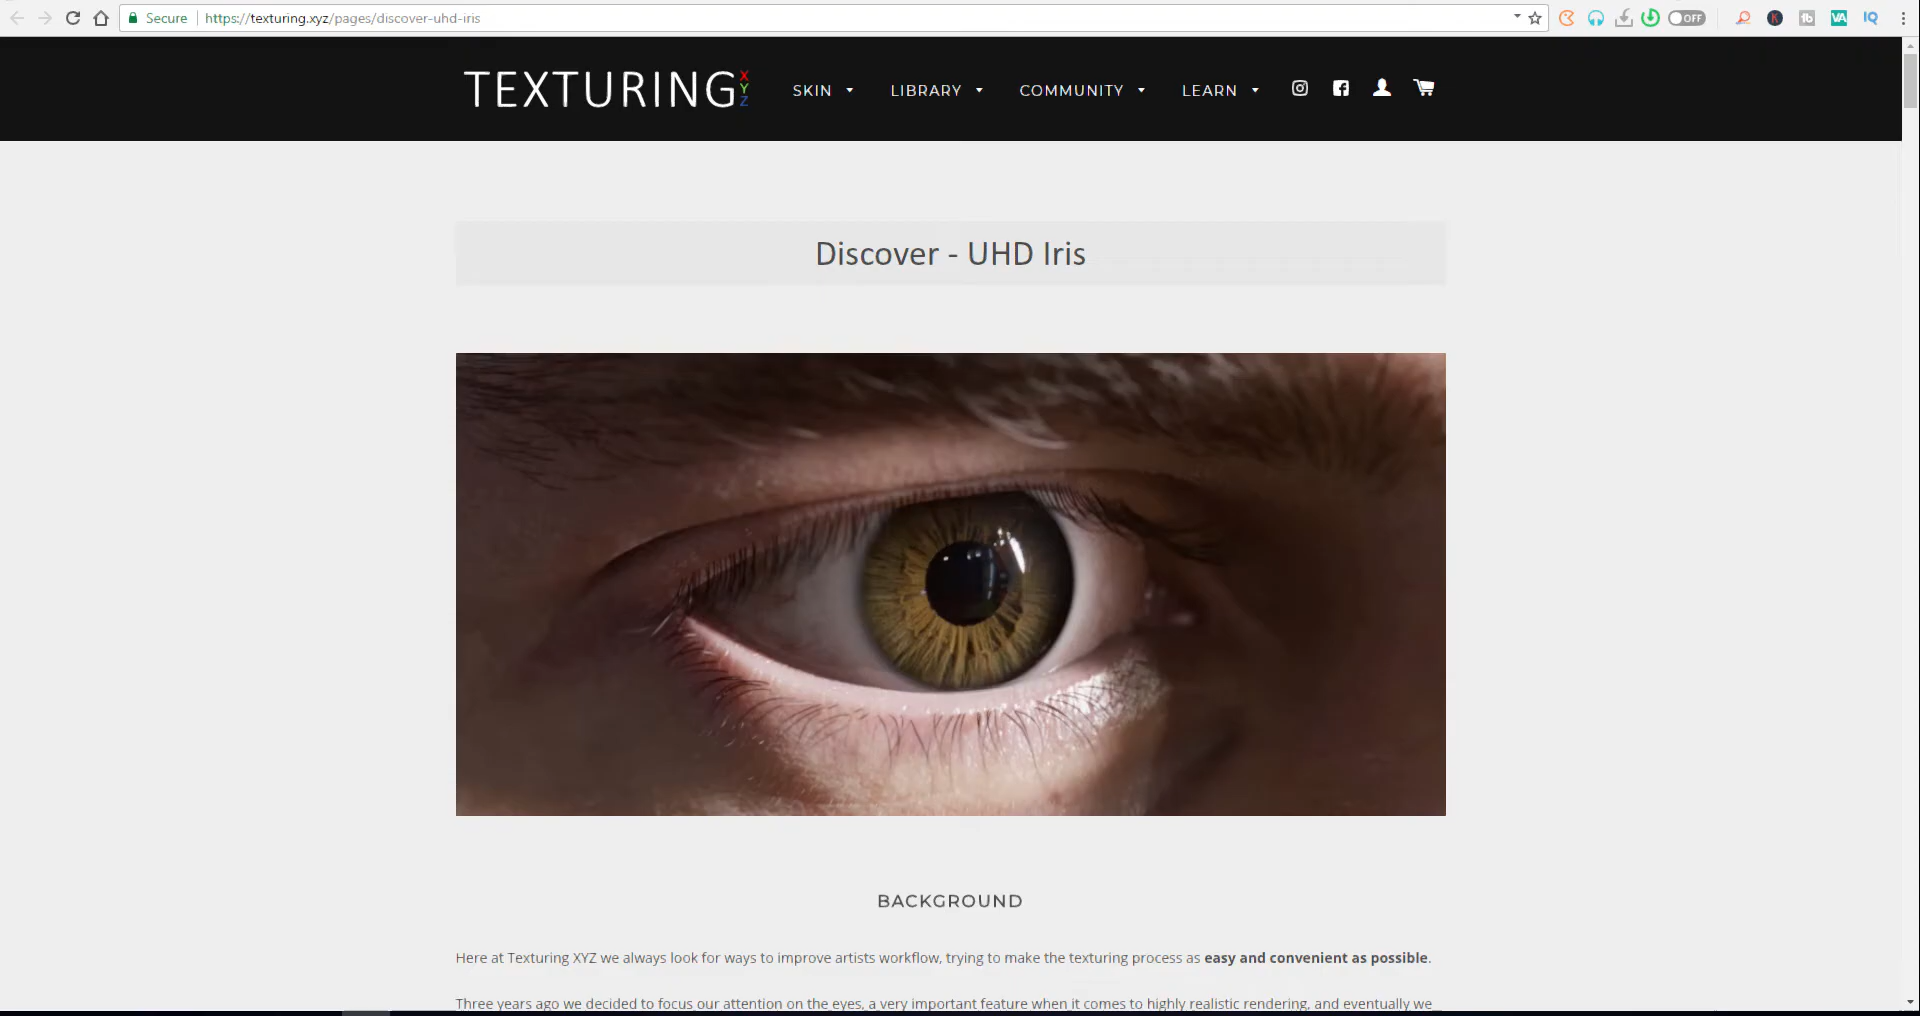 Secure https://texturing.xyz/pages/discover-uhd-iris
OFF
K
fb
VA
IQ
TEXTURING XYZ
SKIN
LIBRARY
COMMUNITY
LEARN
Discover - UHD Iris
BACKGROUND
Here at Texturing XYZ we always look for ways to improve artists workflow, trying to make the texturing process as easy and convenient as possible.
Three years ago we decided to focus our attention on the eyes, a very important feature when it comes to highly realistic rendering, and eventually we